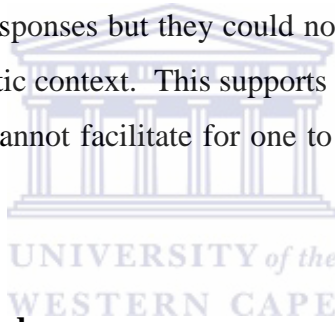 sponses but they could no
tic context. This supports
annot facilitate for one to
UNIVERSITY of the
WESTERN CAPE